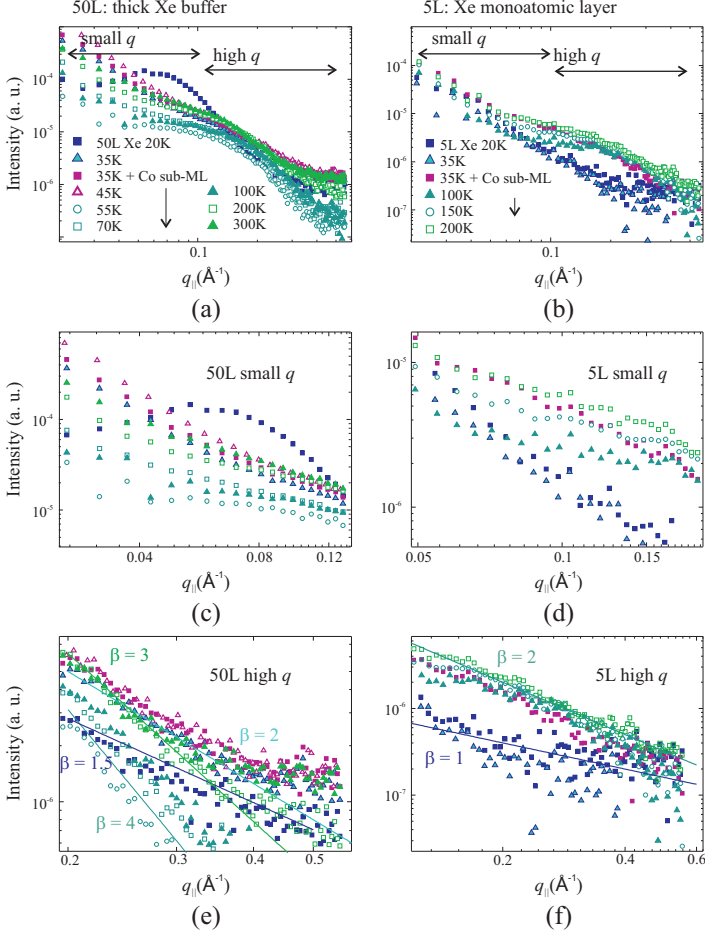 50L: thick Xe buffer
5L: Xe monoatomic layer
small q
high q
Intensity (a. u.)
10⁻⁴
10⁻⁵
10⁻⁶
50L Xe 20K
35K
35K + Co sub-ML
45K
55K
70K
100K
200K
300K
0.1
q||(Å⁻¹)
(a)
small q
high q
Intensity (a. u.)
10⁻⁴
10⁻⁵
10⁻⁶
10⁻⁷
5L Xe 20K
35K
35K + Co sub-ML
100K
150K
200K
0.1
q||(Å⁻¹)
(b)
50L small q
Intensity (a. u.)
10⁻⁴
10⁻⁵
0.04
0.08
0.12
q||(Å⁻¹)
(c)
5L small q
10⁻⁵
10⁻⁶
0.05
0.1
0.15
q||(Å⁻¹)
(d)
β = 3
50L high q
β = 2
β = 1.5
β = 4
Intensity (a. u.)
10⁻⁶
0.2
0.3
0.4
0.5
q||(Å⁻¹)
(e)
β = 2
5L high q
β = 1
10⁻⁶
10⁻⁷
0.2
0.4
0.6
q||(Å⁻¹)
(f)